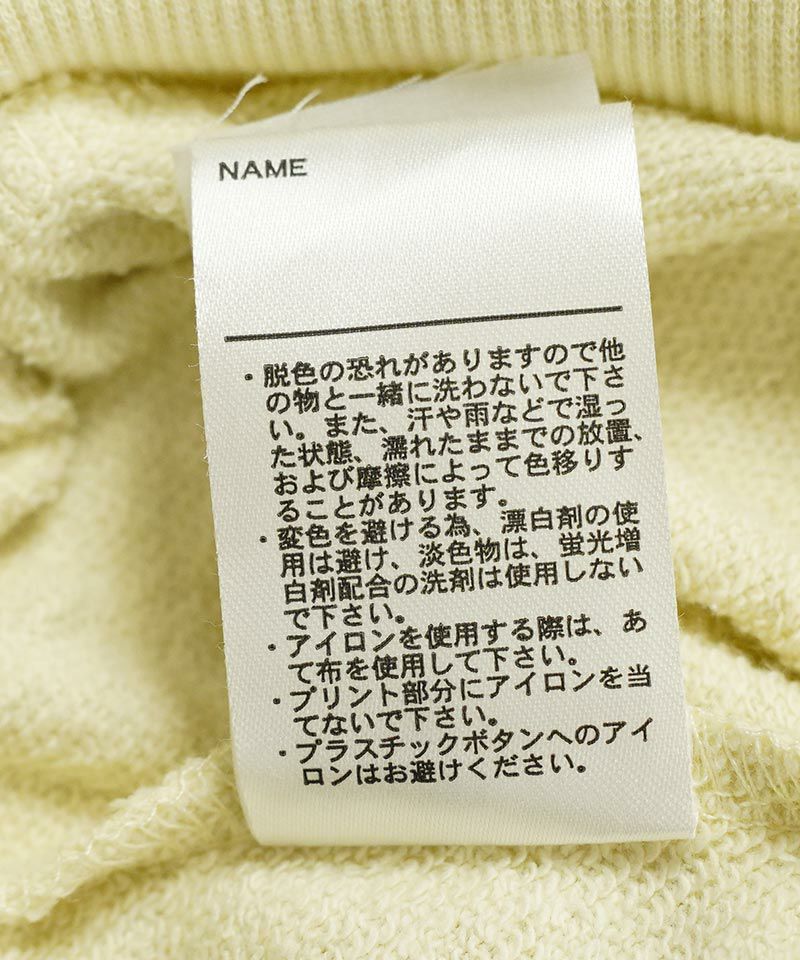 NAME
・脱色の恐れがありますので他
の物と一緒に洗わないで下さ
い。また、汗や雨などで湿っ
た状態、濡れたままでの放置、
および摩擦によって色移りす
ることがあります。
・変色を避ける為、漂白剤の使
用は避け、淡色物は、蛍光増
白剤配合の洗剤は使用しない
で下さい。
・アイロンを使用する際は、あ
て布を使用して下さい。
・プリント部分にアイロンを当
てないで下さい。
・プラスチックボタンへのアイ
ロンはお避けください。